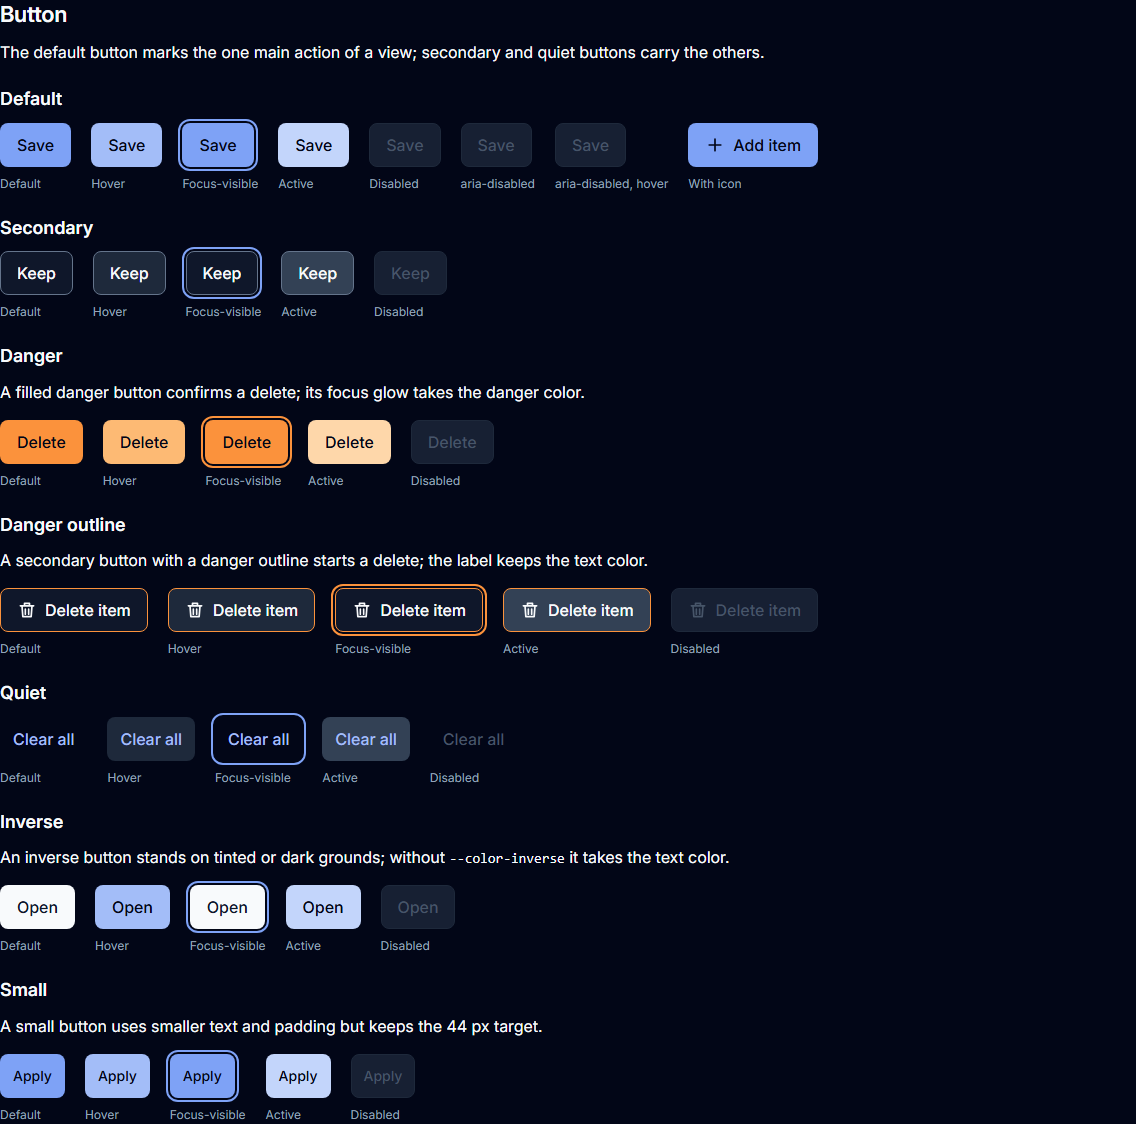 Button
The default button marks the one main action of a view; secondary and quiet buttons carry the others.
Default
Save Save Save Save Save Save Save Add item
Default Hover Focus-visible Active Disabled aria-disabled aria-disabled, hover With icon
Secondary
Keep Keep Keep Keep Keep
Default Hover Focus-visible Active Disabled
Danger
A filled danger button confirms a delete; its focus glow takes the danger color.
Delete Delete Delete Delete Delete
Default Hover Focus-visible Active Disabled
Danger outline
A secondary button with a danger outline starts a delete; the label keeps the text color.
Delete item Delete item Delete item Delete item Delete item
Default Hover Focus-visible Active Disabled
Quiet
Clear all Clear all Clear all Clear all Clear all
Default Hover Focus-visible Active Disabled
Inverse
An inverse button stands on tinted or dark grounds; without --color-inverse it takes the text color.
Open Open Open Open Open
Default Hover Focus-visible Active Disabled
Small
A small button uses smaller text and padding but keeps the 44 px target.
Apply Apply Apply Apply Apply
Default Hover Focus-visible Active Disabled